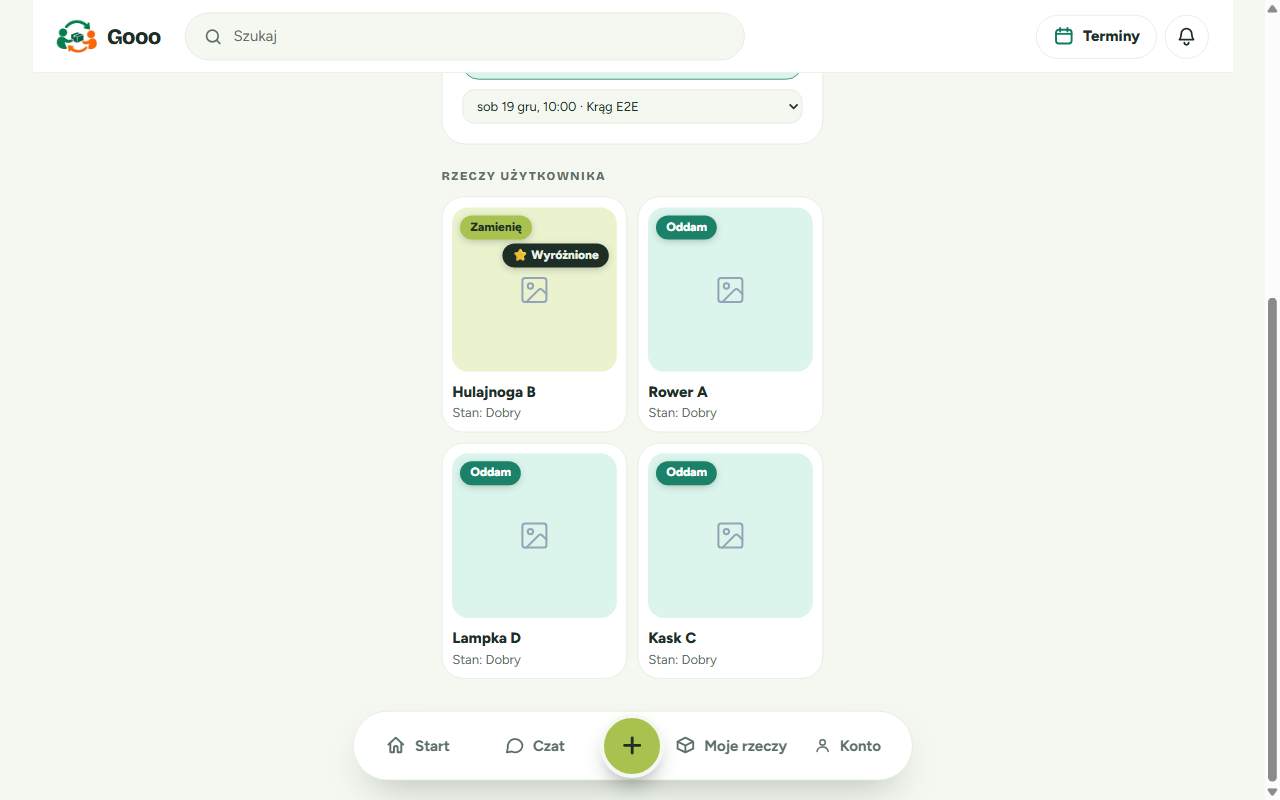 Gooo
Szukaj
Terminy
sob 19 gru, 10:00 · Krąg E2E
RZECZY UŻYTKOWNIKA
Zamienię
Wyróżnione
Hulajnoga B
Stan: Dobry
Oddam
Rower A
Stan: Dobry
Oddam
Lampka D
Stan: Dobry
Oddam
Kask C
Stan: Dobry
Start
Czat
Moje rzeczy
Konto